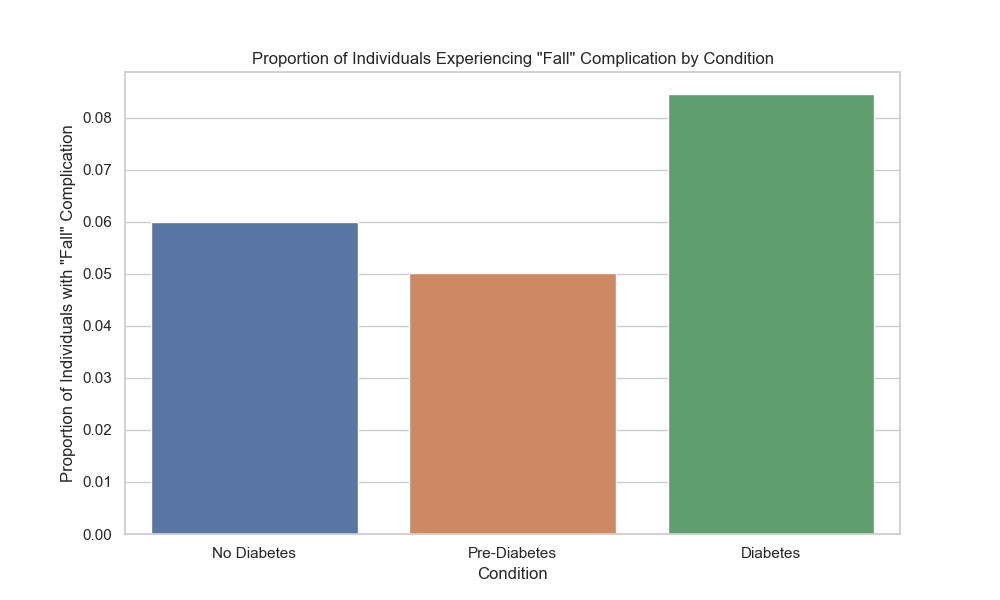 Proportion of Individuals Experiencing "Fall" Complication by Condition
Proportion of Individuals with "Fall" Complication
0.08
0.07
0.06
0.05
0.04
0.03
0.02
0.01
0.00
No Diabetes
Pre-Diabetes
Diabetes
Condition